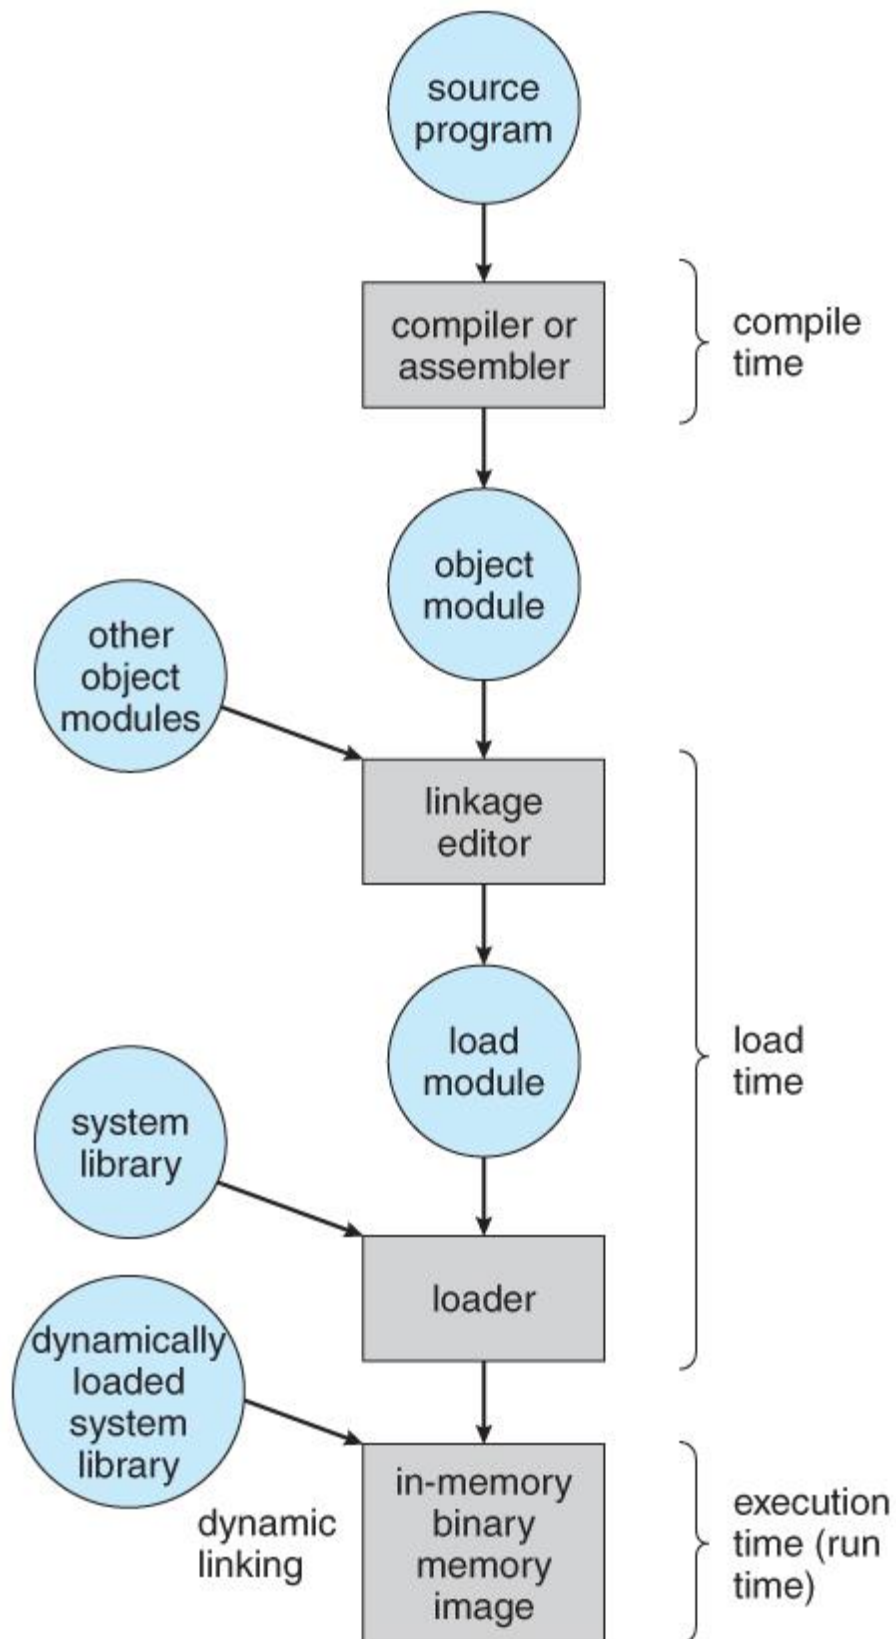 source
program
compiler or
assembler
compile
time
object
module
other
object
modules
linkage
editor
load
module
load
time
system
library
loader
dynamically
loaded
system
library
dynamic
linking
in-memory
binary
memory
image
execution
time (run
time)